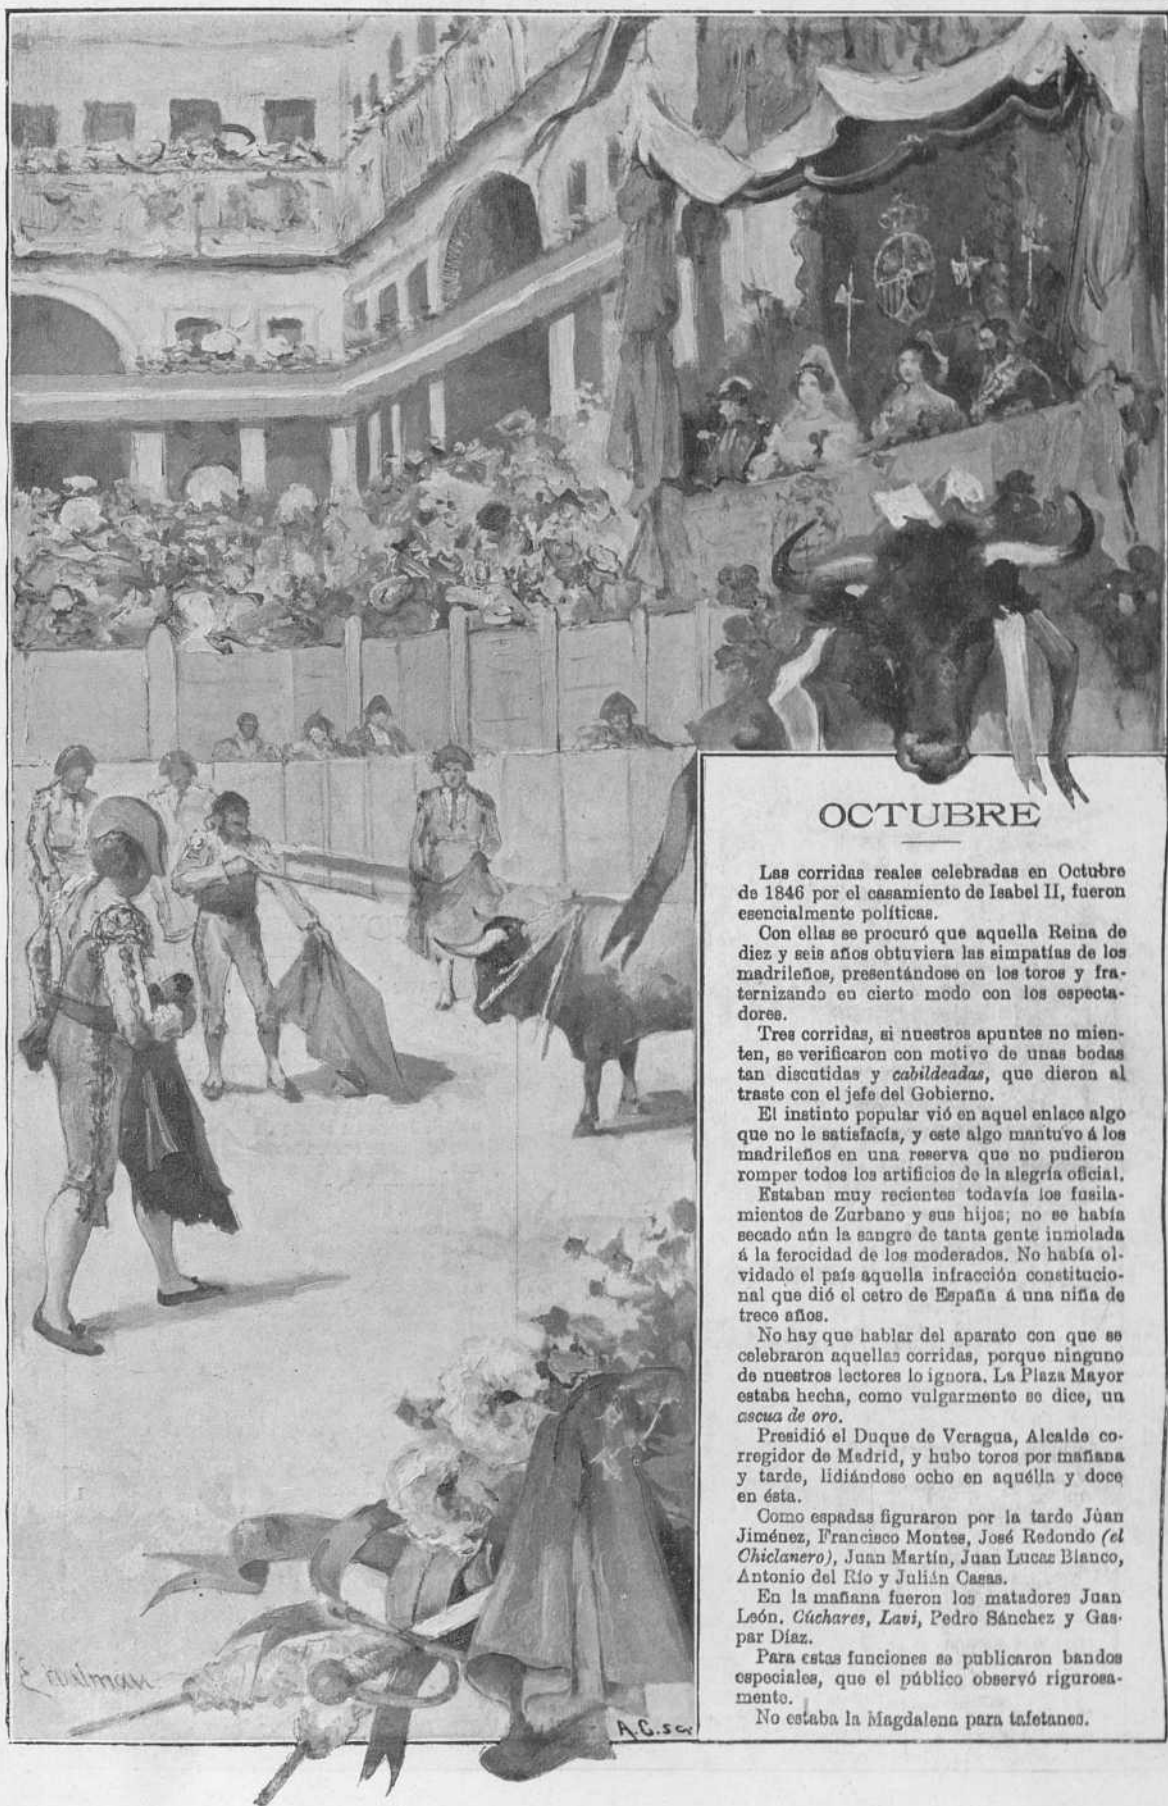 OCTUBRE
Las corridas reales celebradas en Octubre
de 1846 por el casamiento de Isabel II, fueron
esencialmente políticas.
Con ellas se procuró que aquella Reina de
diez y seis años obtuviera las simpatías de los
madrileños, presentándose en los toros y fra-
ternizando en cierto modo con los especta-
dores.
Tres corridas, si nuestros apuntes no mien-
ten, se verificaron con motivo de unas bodas
tan discutidas y cabildeadas, que dieron al
traste con el jefe del Gobierno.
El instinto popular vió en aquel enlace algo
que no le satisfacía, y este algo mantuvo á los
madrileños en una reserva que no pudieron
romper todos los artificios de la alegría oficial.
Estaban muy recientes todavía los fusila-
mientos de Zurbano y sus hijos; no se había
secado aún la sangre de tanta gente inmolada
á la ferocidad de los moderados. No había ol-
vidado el país aquella infracción constitucio-
nal que dió el cetro de España á una niña de
trece años.
No hay que hablar del aparato con que se
celebraron aquellas corridas, porque ninguno
de nuestros lectores lo ignora. La Plaza Mayor
estaba hecha, como vulgarmente se dice, un
ascua de oro.
Presidió el Duque de Veragua, Alcalde co-
rregidor de Madrid, y hubo toros por mañana
y tarde, lidiándose ocho en aquélla y doce
en ésta.
Como espadas figuraron por la tarde Juan
Jiménez, Francisco Montes, José Redondo (el
Chiclanero), Juan Martín, Juan Lucas Blanco,
Antonio del Río y Julián Casas.
En la mañana fueron los matadores Juan
León, Cúchares, Lavi, Pedro Sánchez y Gas-
par Díaz.
Para estas funciones se publicaron bandos
especiales, que el público observó rigurosa-
mente.
No estaba la Magdalena para tafetanes.
A.C.sc